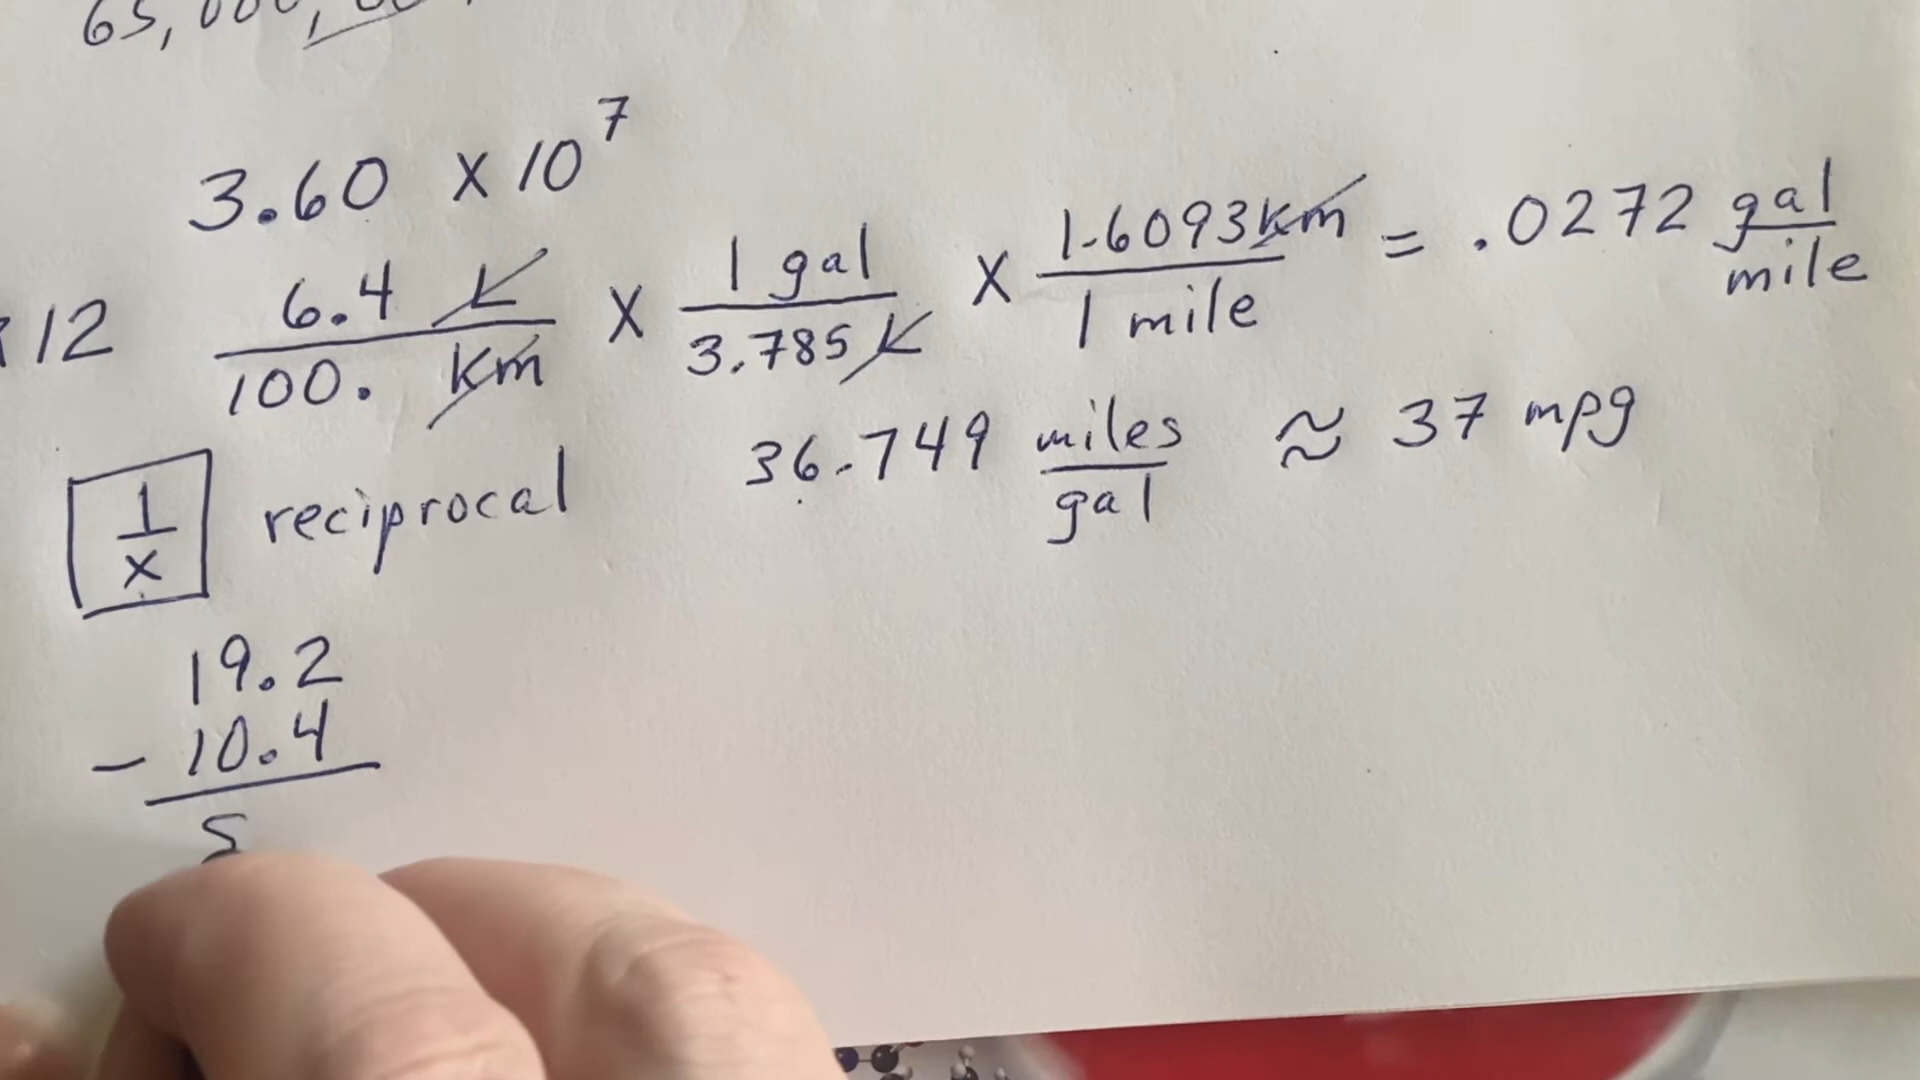 3.60 x 10^7
12 6.4 L / 100. km x 1 gal / 3.785 L x 1.6093 km / 1 mile = .0272 gal / mile
36.749 miles / gal ≈ 37 mpg
1/x reciprocal
19.2
- 10.4